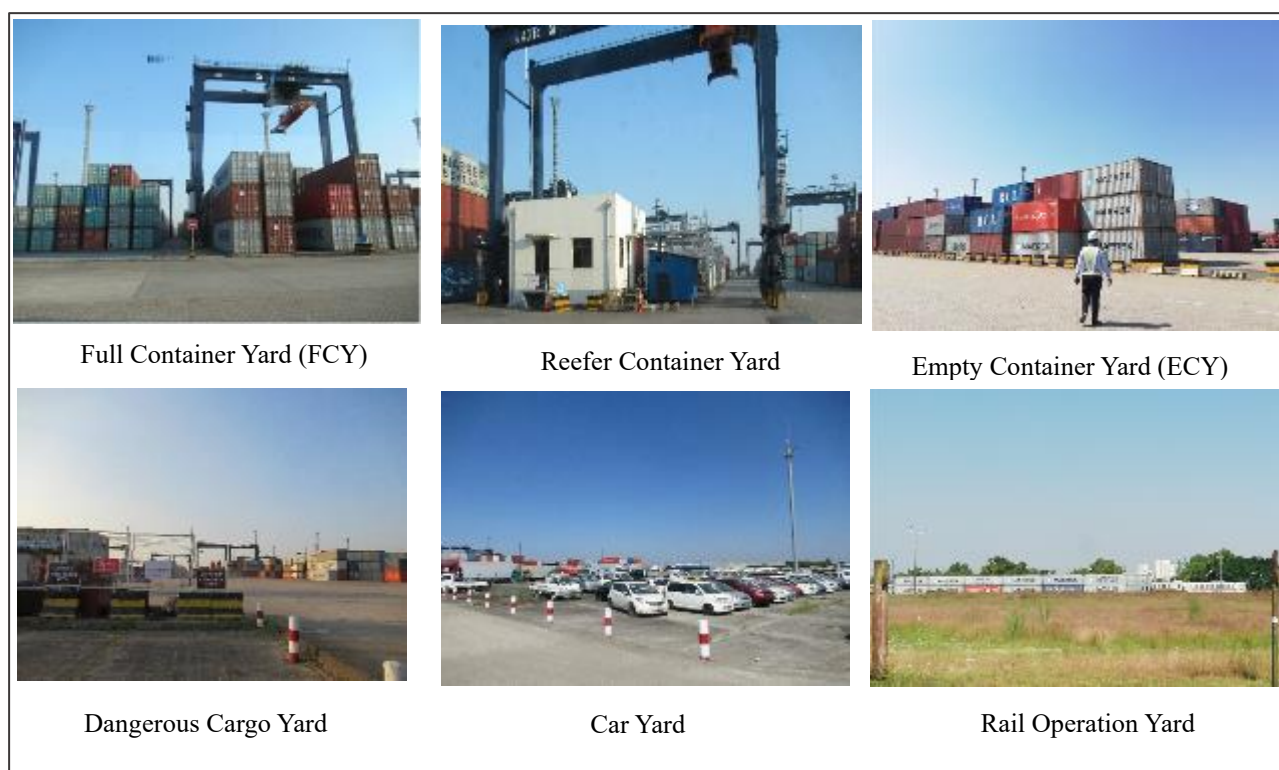 Full Container Yard (FCY)
Reefer Container Yard
Empty Container Yard (ECY)
Dangerous Cargo Yard
Car Yard
Rail Operation Yard